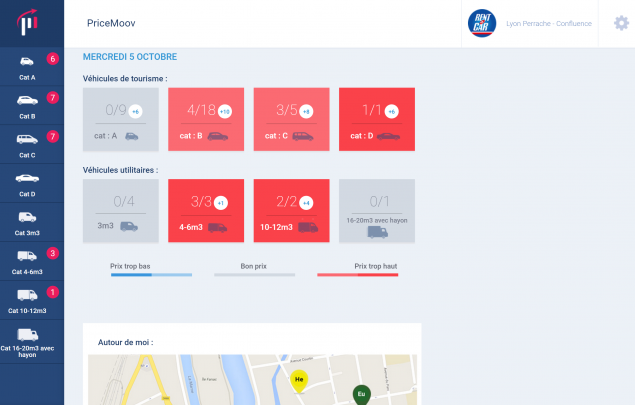 PriceMoov
RENT A CAR
Lyon Perrache - Confluence
6
Cat A
7
Cat B
7
Cat C
Cat D
Cat 3m3
3
Cat 4-6m3
1
Cat 10-12m3
Cat 16-20m3 avec
hayon
MERCREDI 5 OCTOBRE
Véhicules de tourisme :
0/9 +6
cat : A
4/18 +10
cat : B
3/5 +8
cat : C
1/1 +6
cat : D
Véhicules utilitaires :
0/4
3m3
3/3 +1
4-6m3
2/2 +4
10-12m3
0/1
16-20m3 avec hayon
Prix trop bas
Bon prix
Prix trop haut
Autour de moi :
He
Eu